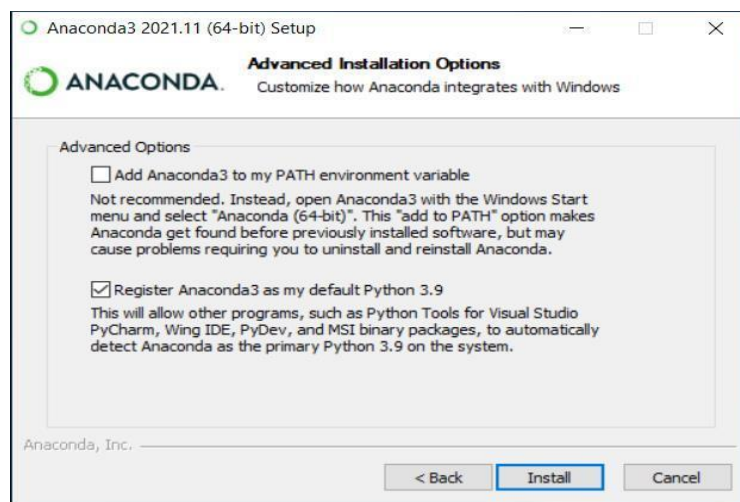 Anaconda3 2021.11 (64-bit) Setup
ANACONDA.
Advanced Installation Options
Customize how Anaconda integrates with Windows
Advanced Options
Add Anaconda3 to my PATH environment variable
Not recommended. Instead, open Anaconda3 with the Windows Start
menu and select "Anaconda (64-bit)". This "add to PATH" option makes
Anaconda get found before previously installed software, but may
cause problems requiring you to uninstall and reinstall Anaconda.
Register Anaconda3 as my default Python 3.9
This will allow other programs, such as Python Tools for Visual Studio
PyCharm, Wing IDE, PyDev, and MSI binary packages, to automatically
detect Anaconda as the primary Python 3.9 on the system.
Anaconda, Inc.
< Back
Install
Cancel